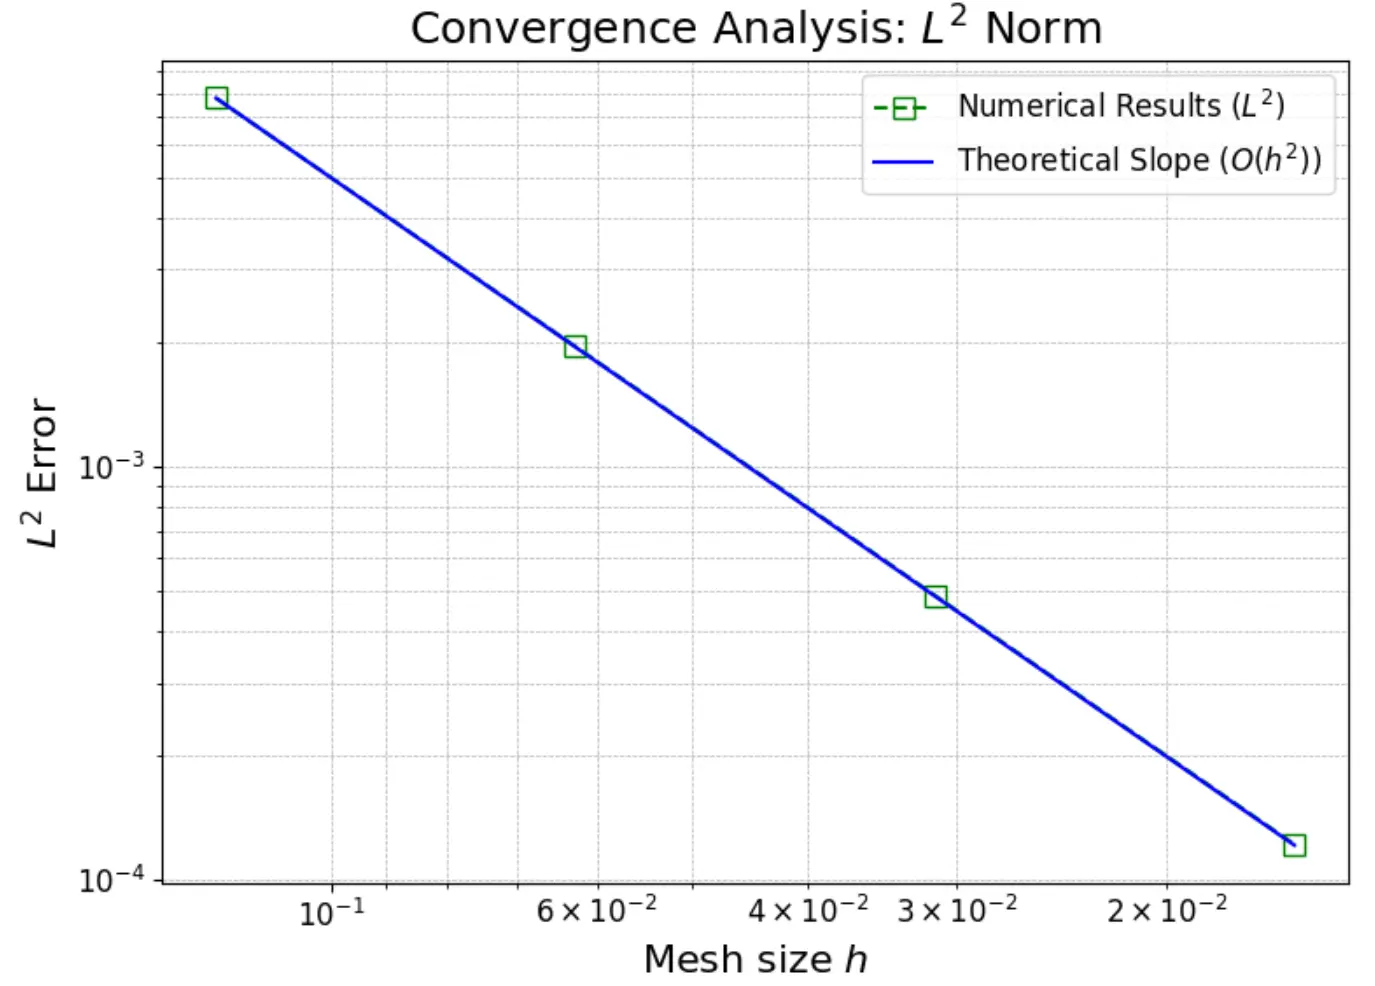 Convergence Analysis: L² Norm
Numerical Results (L²)
Theoretical Slope (O(h²))
L² Error
10⁻³
10⁻⁴
10⁻¹
6 × 10⁻²
4 × 10⁻²
3 × 10⁻²
2 × 10⁻²
Mesh size h